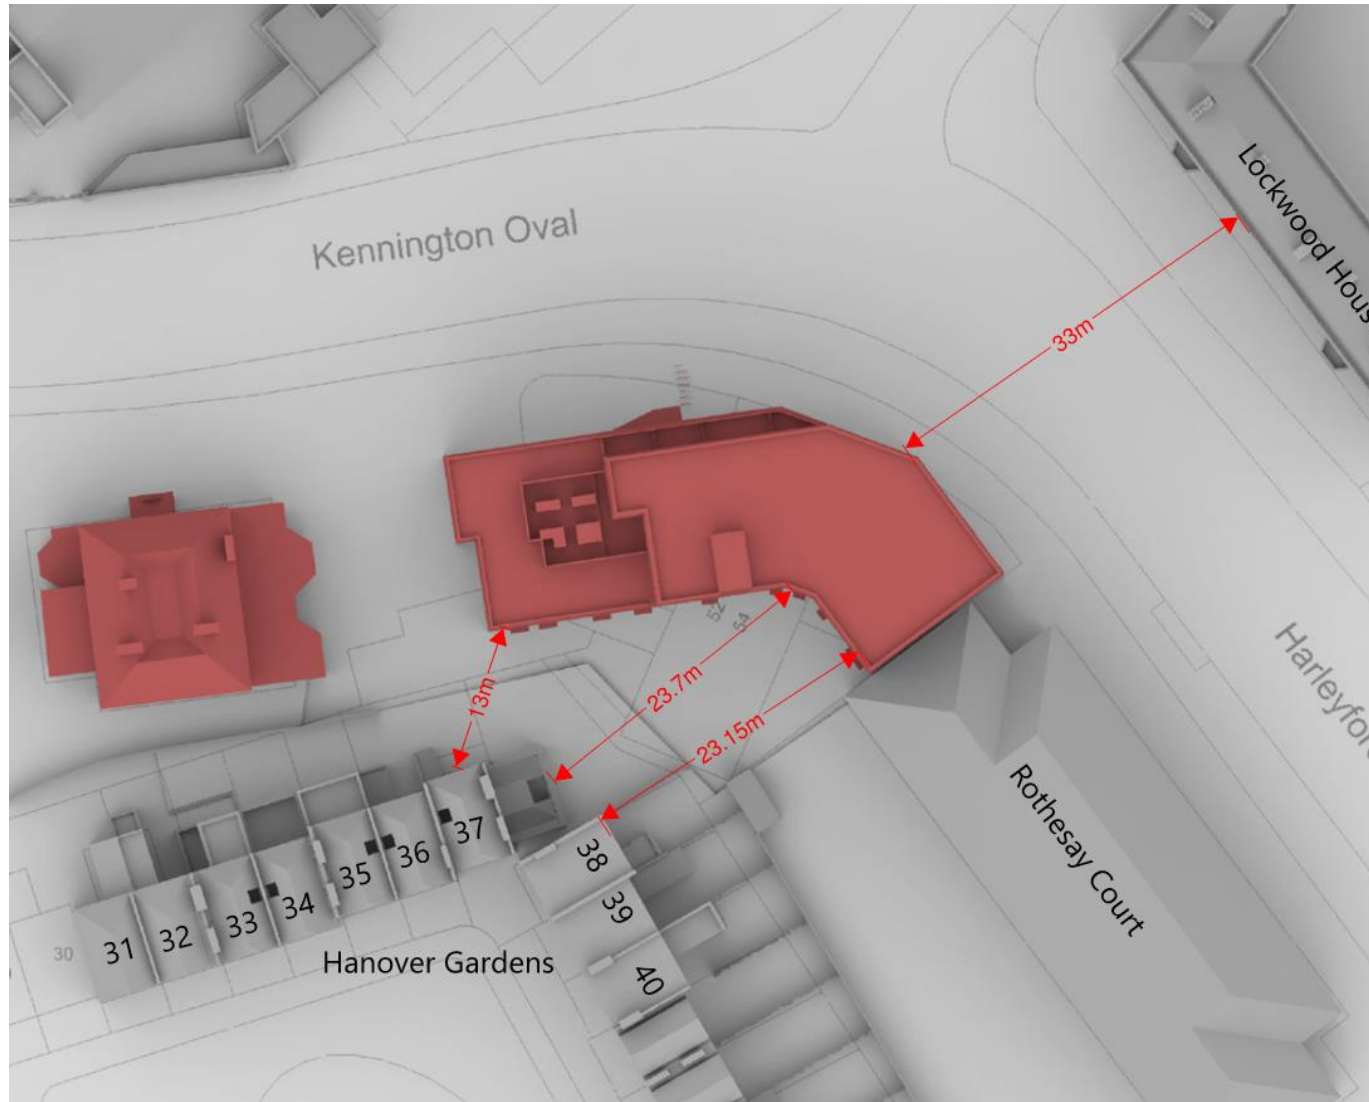 Kennington Oval
Lockwood Hous
33m
52
54
13m
23.7m
23.15m
Harleyfor
Rothesay Court
30
31
32
33
34
35
36
37
38
39
40
Hanover Gardens